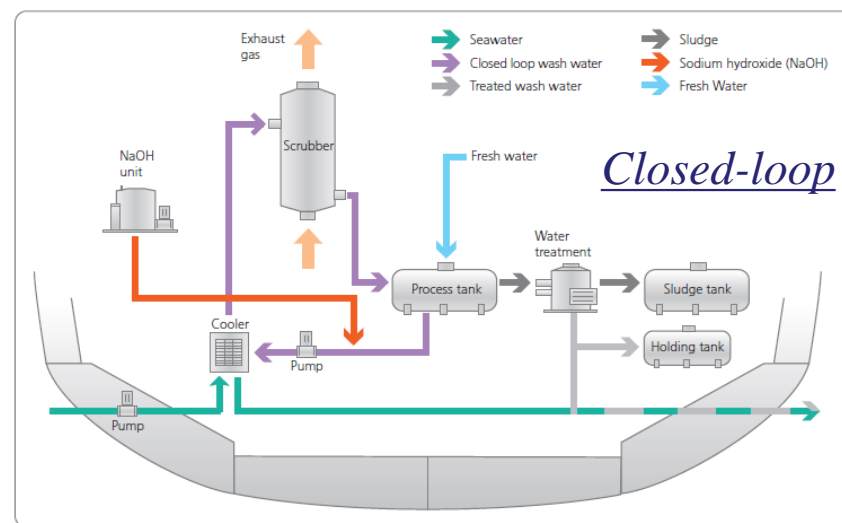 Exhaust
gas
Seawater
Closed loop wash water
Treated wash water
Sludge
Sodium hydroxide (NaOH)
Fresh Water
Scrubber
NaOH
unit
Fresh water
Closed-loop
Water
treatment
Process tank
Sludge tank
Cooler
Holding tank
Pump
Pump